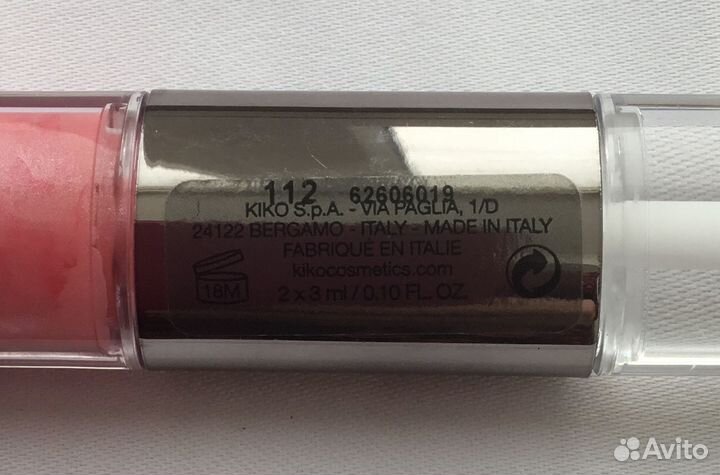 112 62606019
KIKO S.p.A. - VIA PAGLIA, 1/D
24122 BERGAMO - ITALY - MADE IN ITALY
FABRIQUÉ EN ITALIE
kikocosmetics.com
18M
2 x 3 ml / 0.10 FL. OZ.
Avito